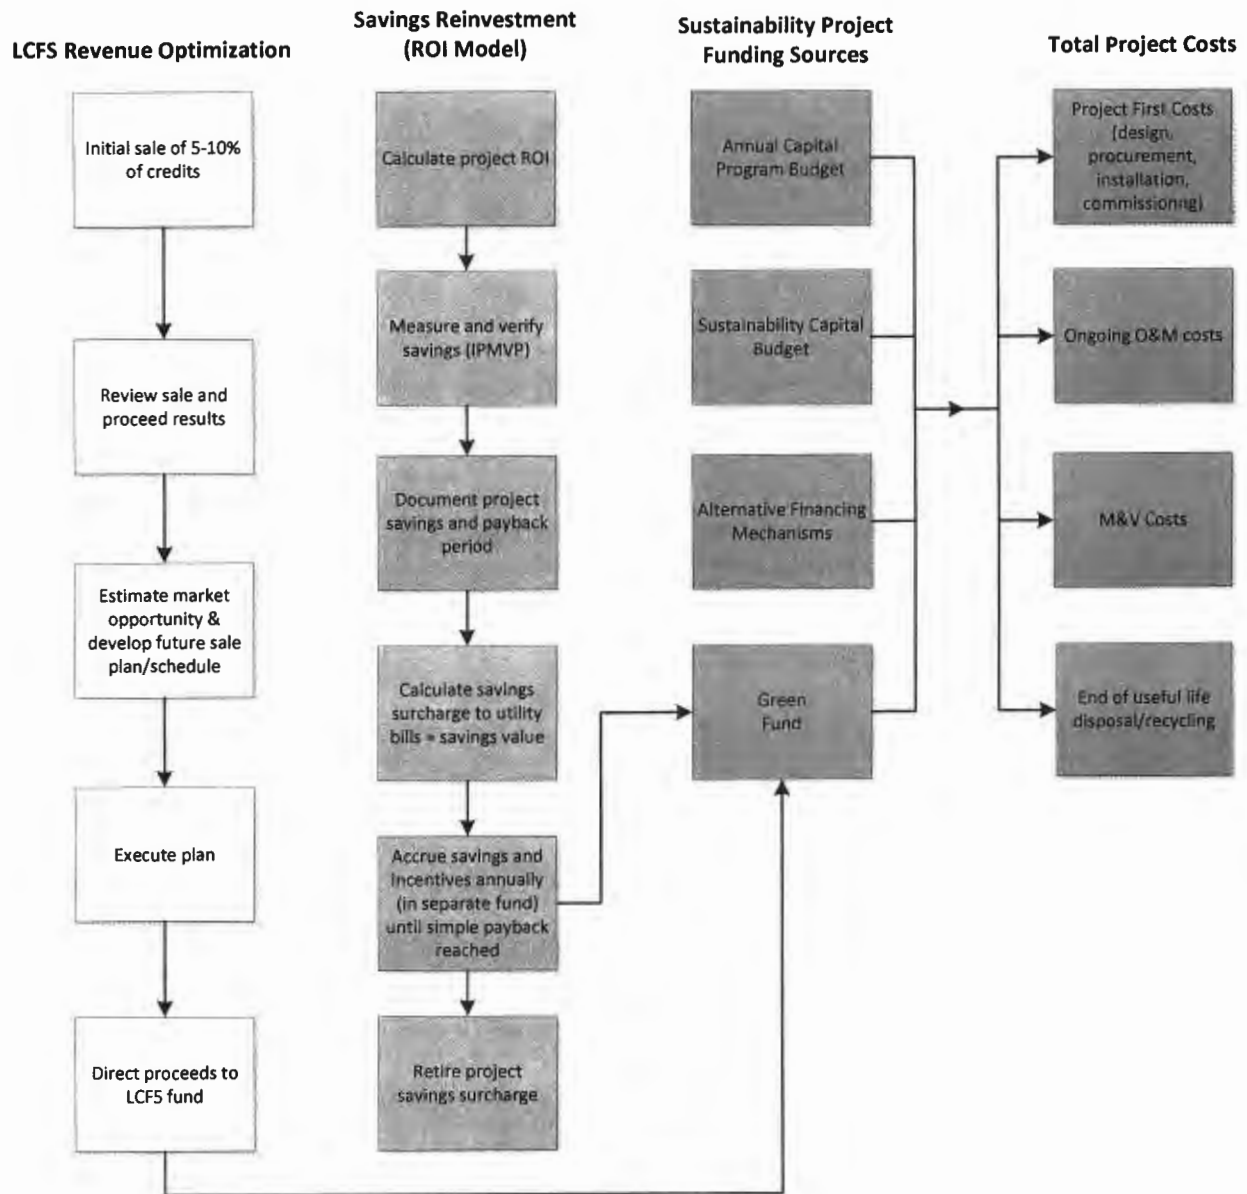 LCFS Revenue Optimization
Initial sale of 5-10%
of credits
Review sale and
proceed results
Estimate market
opportunity &
develop future sale
plan/schedule
Execute plan
Direct proceeds to
LCFS fund
Savings Reinvestment
(ROI Model)
Calculate project ROI
Measure and verify
savings (IPMVP)
Document project
savings and payback
period
Calculate savings
surcharge to utility
bills = savings value
Accrue savings and
incentives annually
(in separate fund)
until simple payback
reached
Retire project
savings surcharge
Sustainability Project
Funding Sources
Annual Capital
Program Budget
Sustainability Capital
Budget
Alternative Financing
Mechanisms
Green
Fund
Total Project Costs
Project First Costs
(design,
procurement,
installation,
commissionng)
Ongoing O&M costs
M&V Costs
End of useful life
disposal/recycling